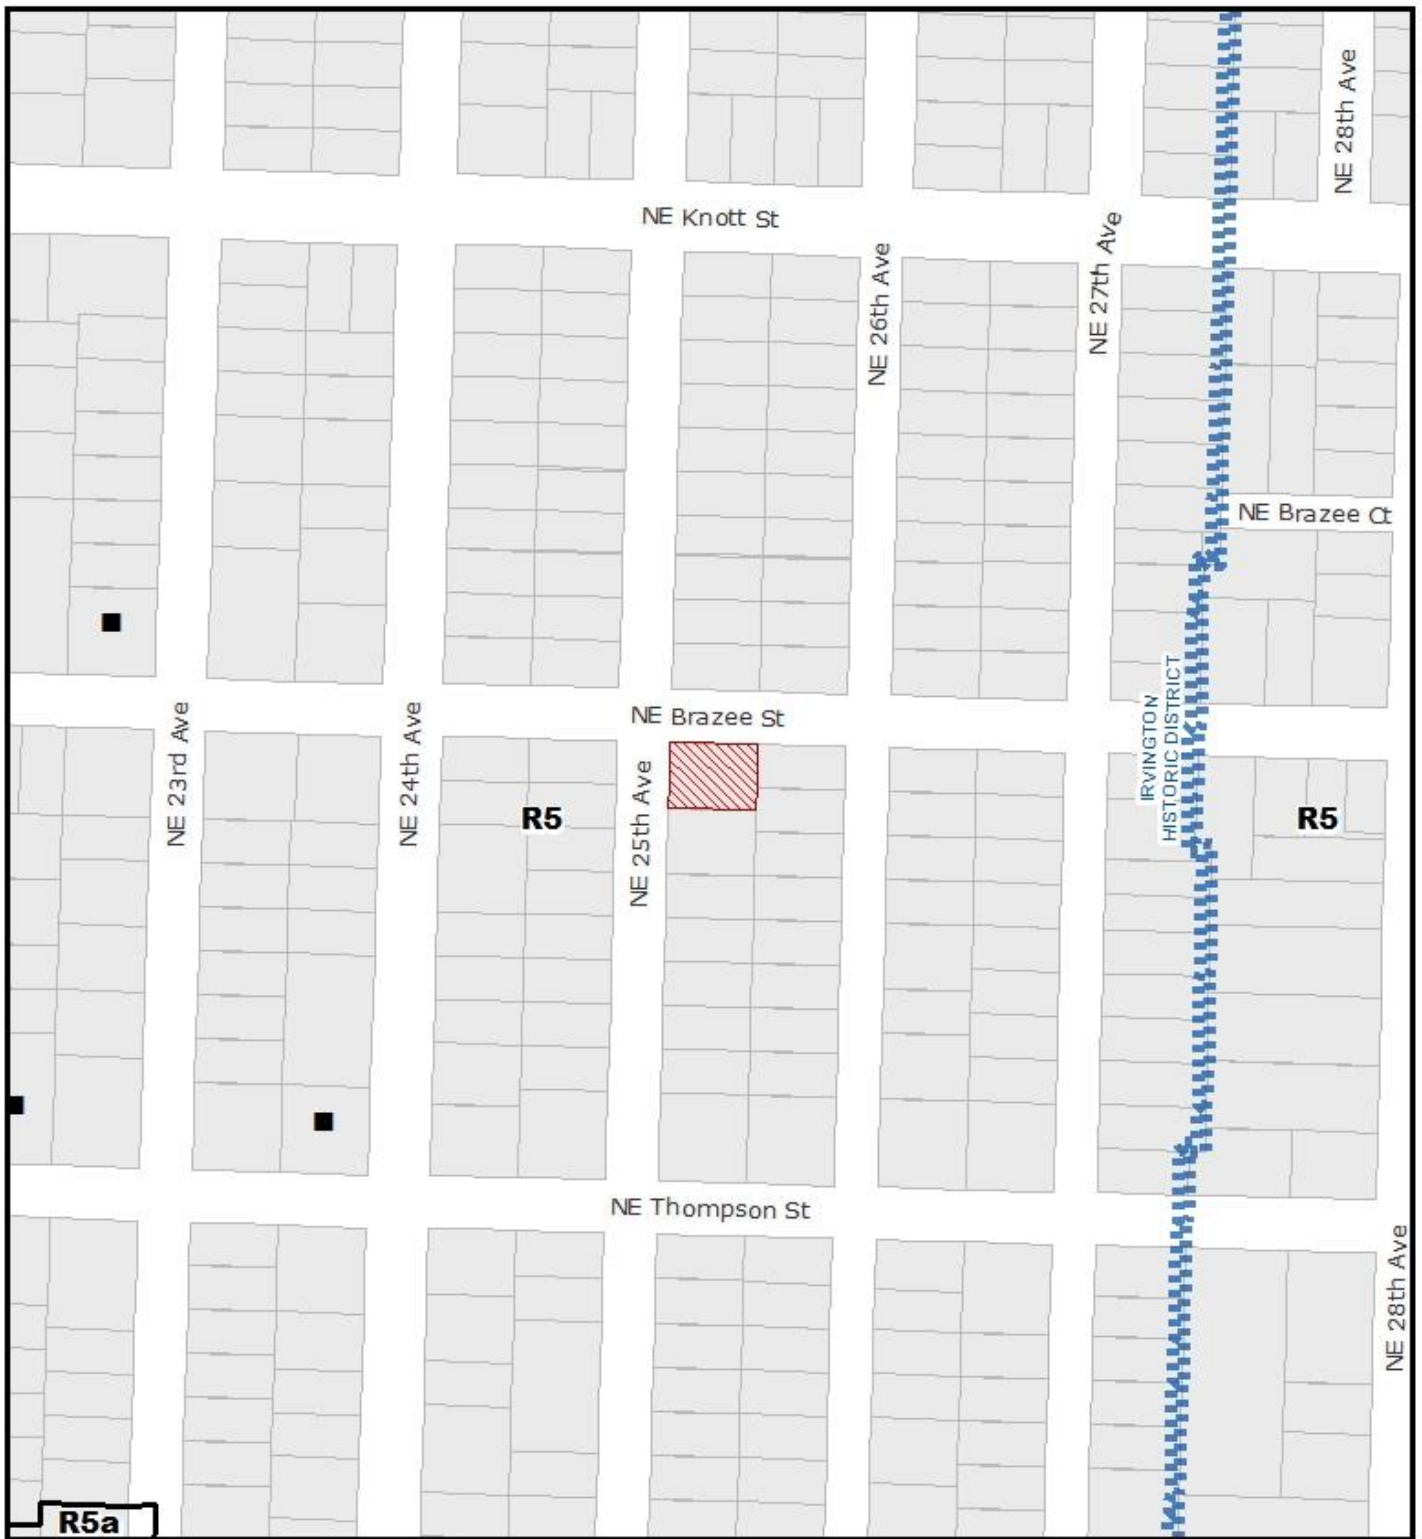 NE 28th Ave
NE Knott St
NE 26th Ave
NE 27th Ave
NE Brazee Ct
NE Brazee St
NE 23rd Ave
NE 24th Ave
NE 25th Ave
IRVINGTON
HISTORIC DISTRICT
R5
R5
NE Thompson St
NE 28th Ave
R5a